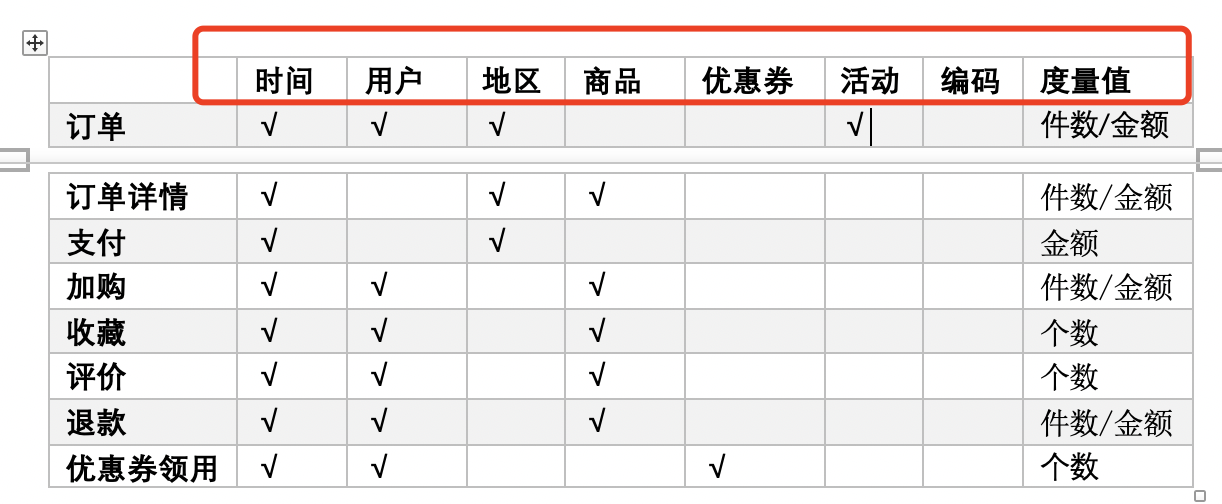 时间 用户 地区 商品 优惠券 活动 编码 度量值
订单 √ √ √ √ 件数/金额
订单详情 √ √ √ 件数/金额
支付 √ √ 金额
加购 √ √ √ 件数/金额
收藏 √ √ √ 个数
评价 √ √ √ 个数
退款 √ √ √ 件数/金额
优惠券领用 √ √ √ 个数